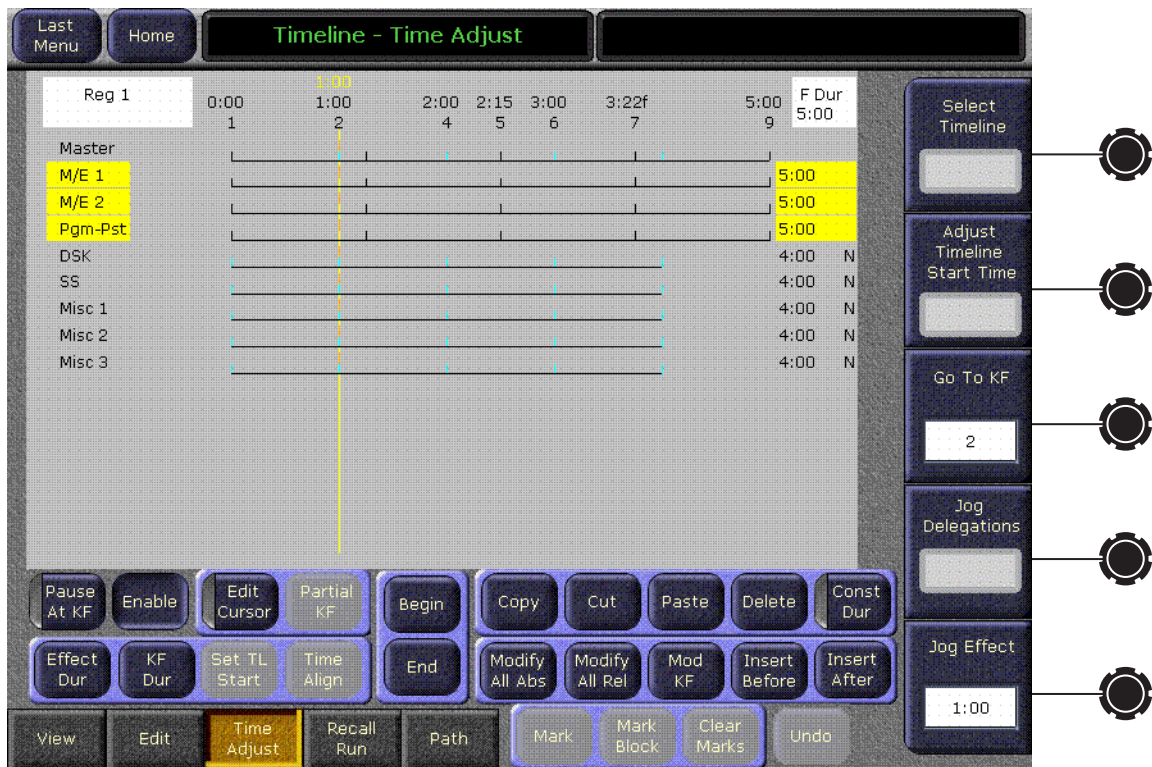 Last
Menu
Home
Timeline - Time Adjust
Reg 1
1:00
0:00 1:00 2:00 2:15 3:00 3:22f 5:00
1 2 4 5 6 7 9
F Dur
5:00
Master
M/E 1 5:00
M/E 2 5:00
Pgm-Pst 5:00
DSK 4:00 N
SS 4:00 N
Misc 1 4:00 N
Misc 2 4:00 N
Misc 3 4:00 N
Select
Timeline
Adjust
Timeline
Start Time
Go To KF
2
Jog
Delegations
Jog Effect
1:00
Pause
At KF
Enable
Edit
Cursor
Partial
KF
Begin
Copy
Cut
Paste
Delete
Const
Dur
Effect
Dur
KF
Dur
Set TL
Start
Time
Align
End
Modify
All Abs
Modify
All Rel
Mod
KF
Insert
Before
Insert
After
View
Edit
Time
Adjust
Recall
Run
Path
Mark
Mark
Block
Clear
Marks
Undo